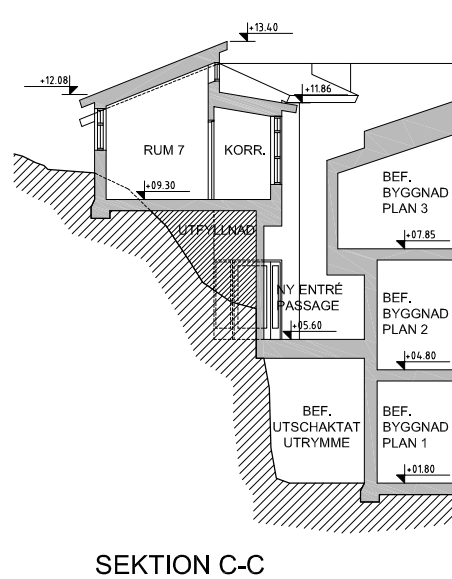 +13.40
+12.08
+11.86
RUM 7
KORR.
BEF.
BYGGNAD
PLAN 3
+09.30
UTFYLLNAD
+07.85
NY ENTRÉ
PASSAGE
BEF.
BYGGNAD
PLAN 2
+05.60
+04.80
BEF.
UTSCHAKTAT
UTRYMME
BEF.
BYGGNAD
PLAN 1
+01.80
SEKTION C-C